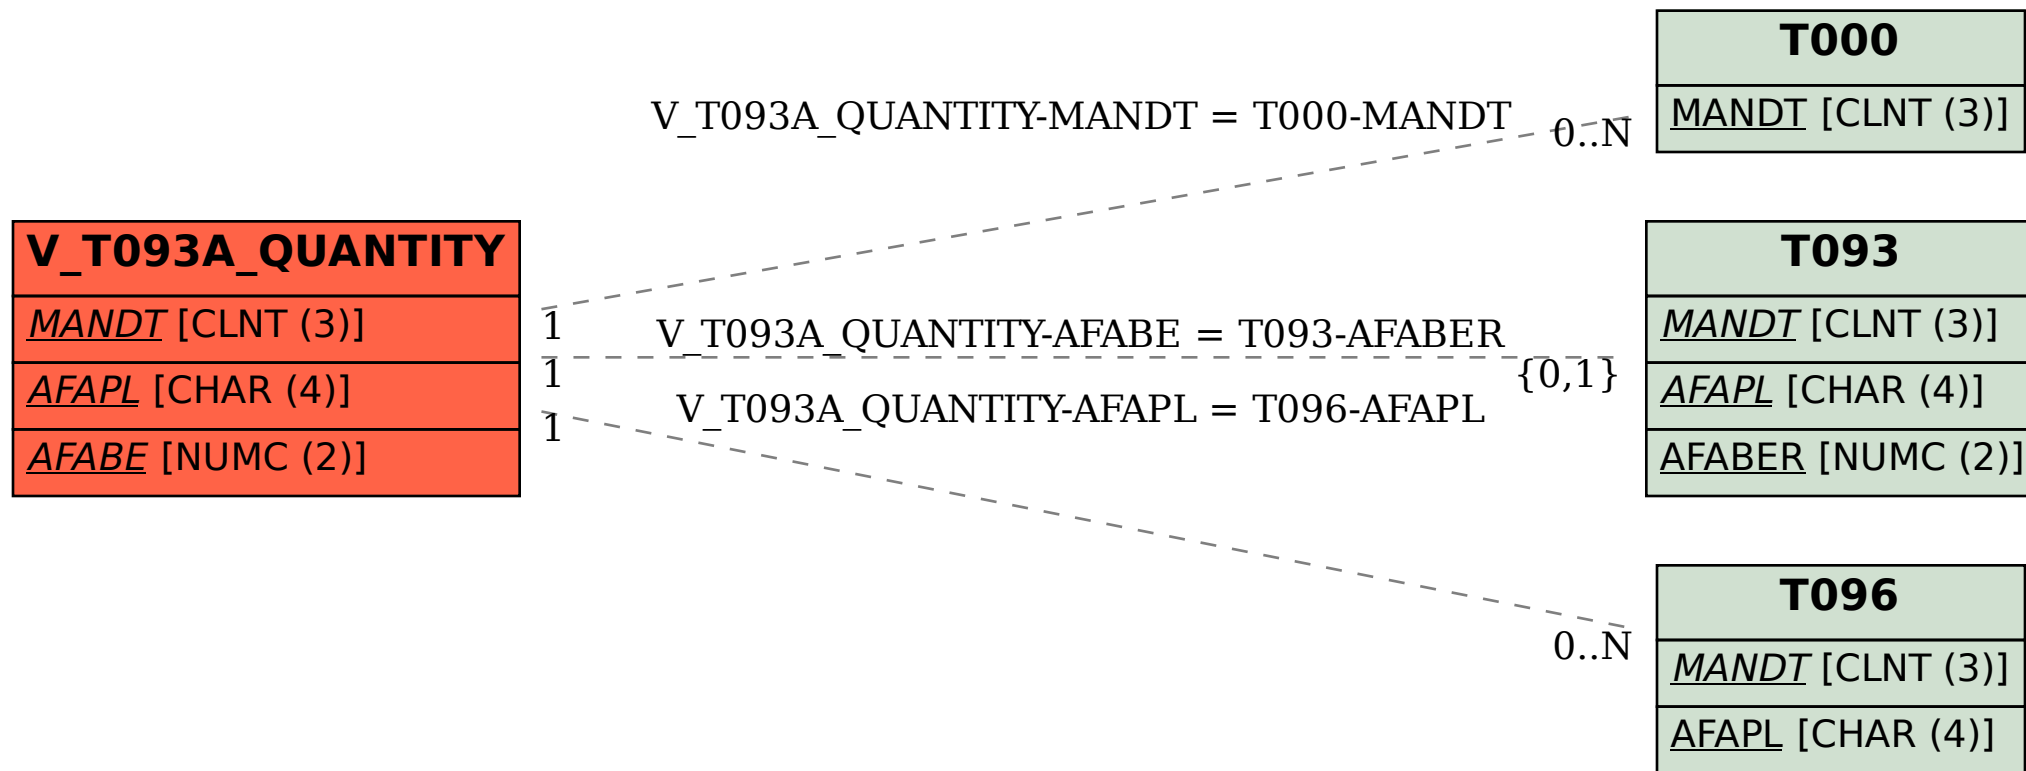 V_T093A_QUANTITY
MANDT [CLNT (3)]
AFAPL [CHAR (4)]
AFABE [NUMC (2)]
V_T093A_QUANTITY-MANDT = T000-MANDT
0..N
1
V_T093A_QUANTITY-AFABE = T093-AFABER
1
{0,1}
V_T093A_QUANTITY-AFAPL = T096-AFAPL
1
0..N
T000
MANDT [CLNT (3)]
T093
MANDT [CLNT (3)]
AFAPL [CHAR (4)]
AFABER [NUMC (2)]
T096
MANDT [CLNT (3)]
AFAPL [CHAR (4)]